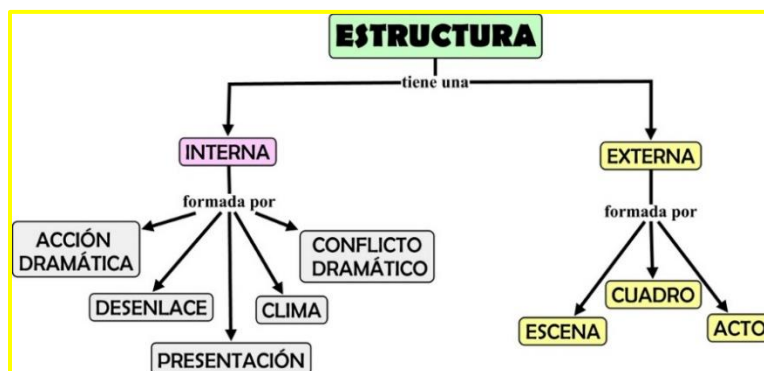 ESTRUCTURA
tiene una
INTERNA
EXTERNA
formada por
formada por
ACCIÓN
DRAMÁTICA
CONFLICTO
DRAMÁTICO
DESENLACE
CLIMA
PRESENTACIÓN
ESCENA
CUADRO
ACTO